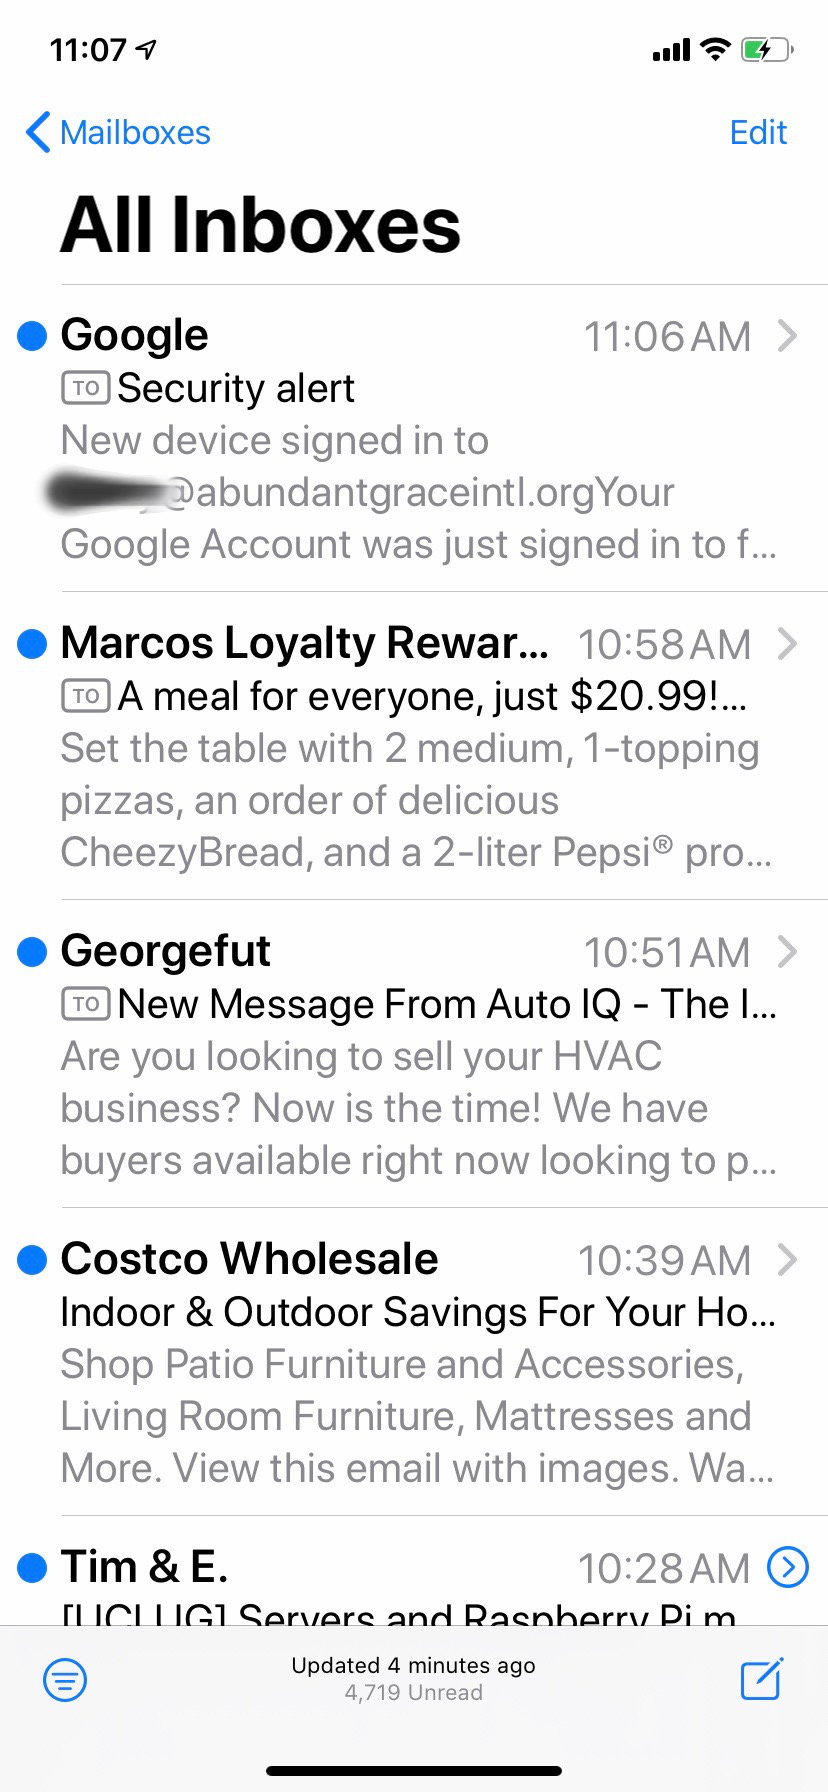 11:07
Mailboxes
Edit
All Inboxes
Google 11:06 AM
TO Security alert
New device signed in to
@abundantgraceintl.orgYour
Google Account was just signed in to f...
Marcos Loyalty Rewar... 10:58 AM
TO A meal for everyone, just $20.99!...
Set the table with 2 medium, 1-topping
pizzas, an order of delicious
CheezyBread, and a 2-liter Pepsi® pro...
Georgefut 10:51 AM
TO New Message From Auto IQ - The I...
Are you looking to sell your HVAC
business? Now is the time! We have
buyers available right now looking to p...
Costco Wholesale 10:39 AM
Indoor & Outdoor Savings For Your Ho...
Shop Patio Furniture and Accessories,
Living Room Furniture, Mattresses and
More. View this email with images. Wa...
Tim & E. 10:28 AM
[UCLUG] Servers and Raspberry Pi m
Updated 4 minutes ago
4,719 Unread